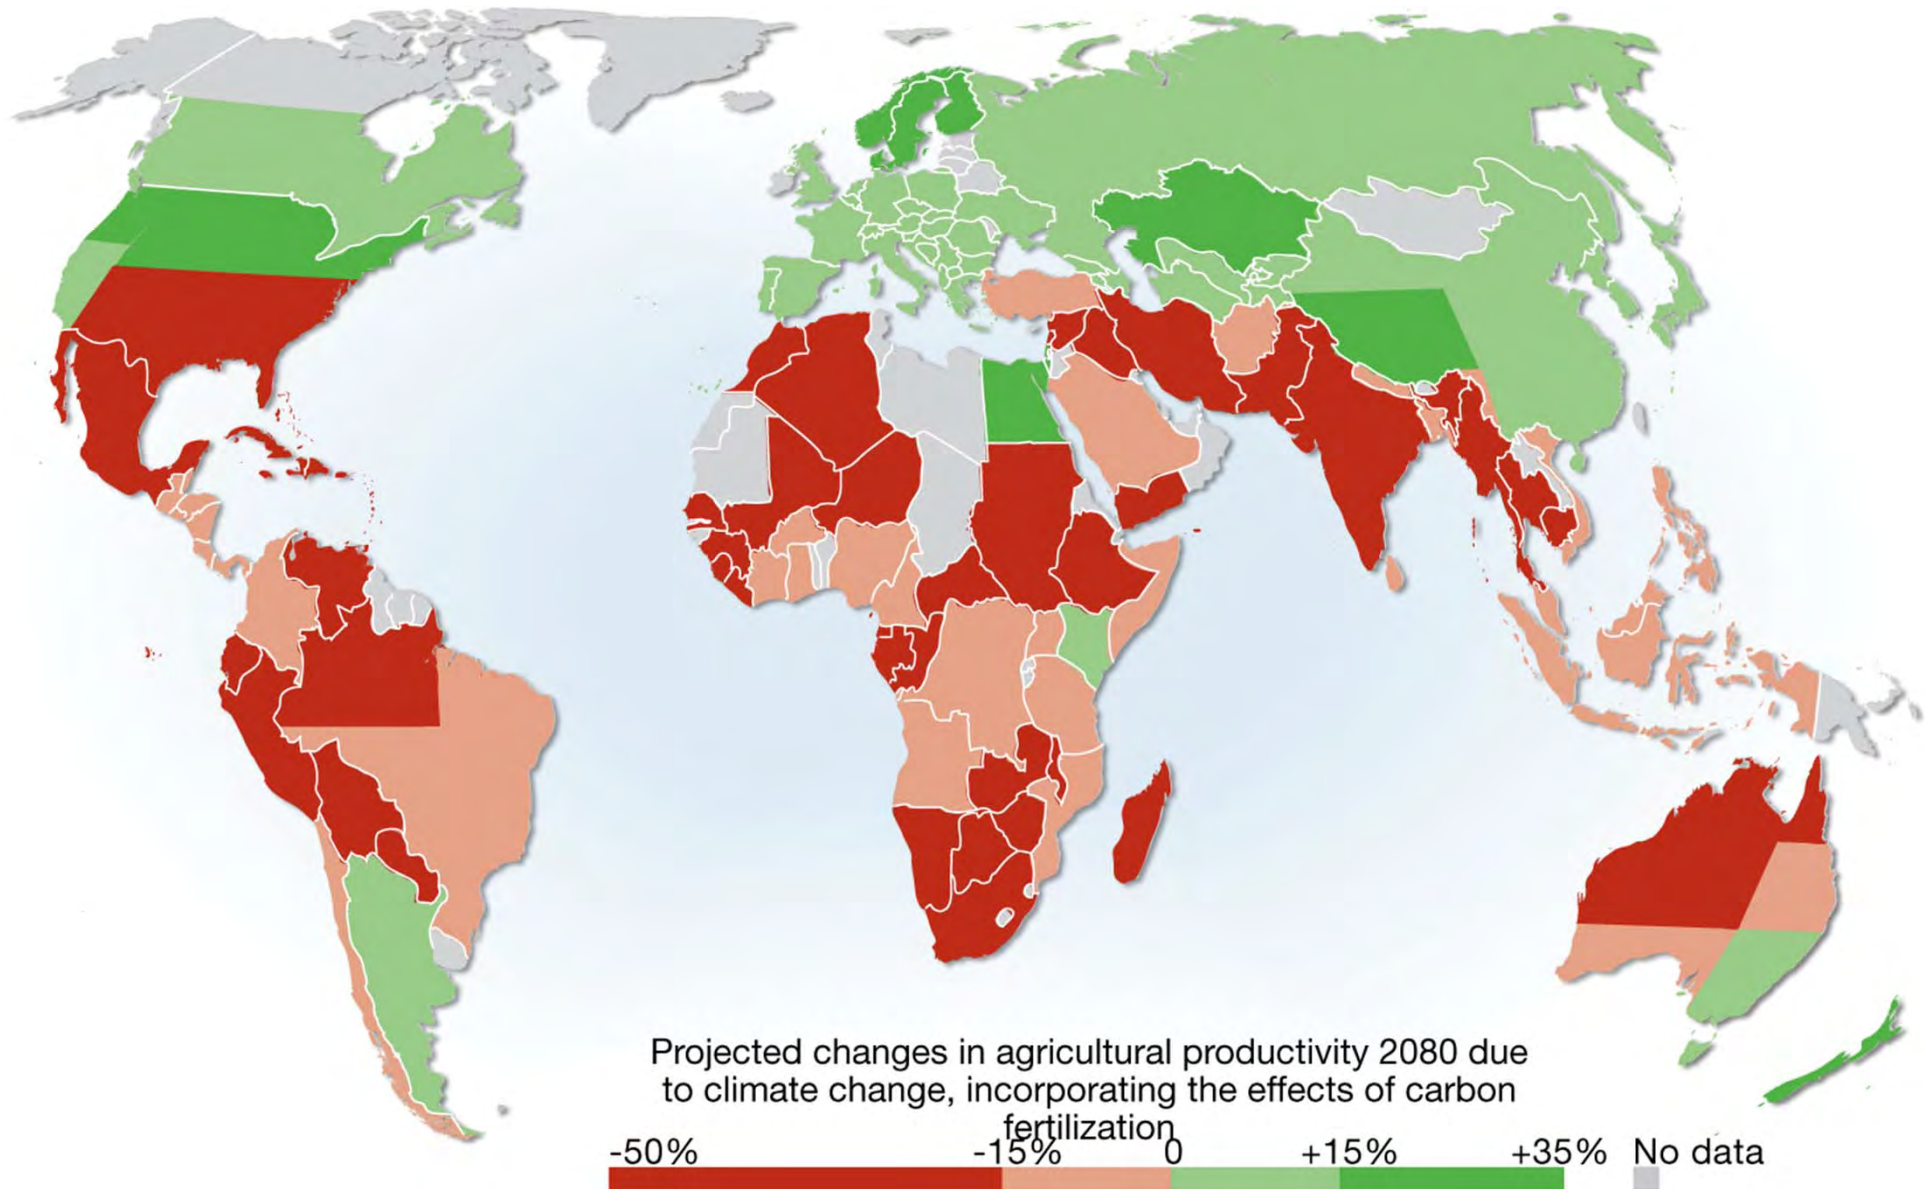 Projected changes in agricultural productivity 2080 due
to climate change, incorporating the effects of carbon
fertilization
-50% -15% 0 +15% +35% No data